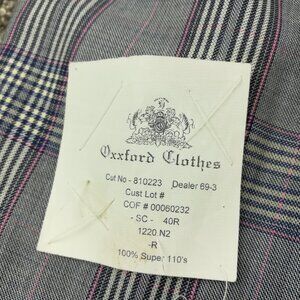 Oxxford Clothes
Cut No - 810223 Dealer 69-3
Cust Lot #
COF # 00060232
- SC - 40R
1220.N2
-R
100% Super 110's